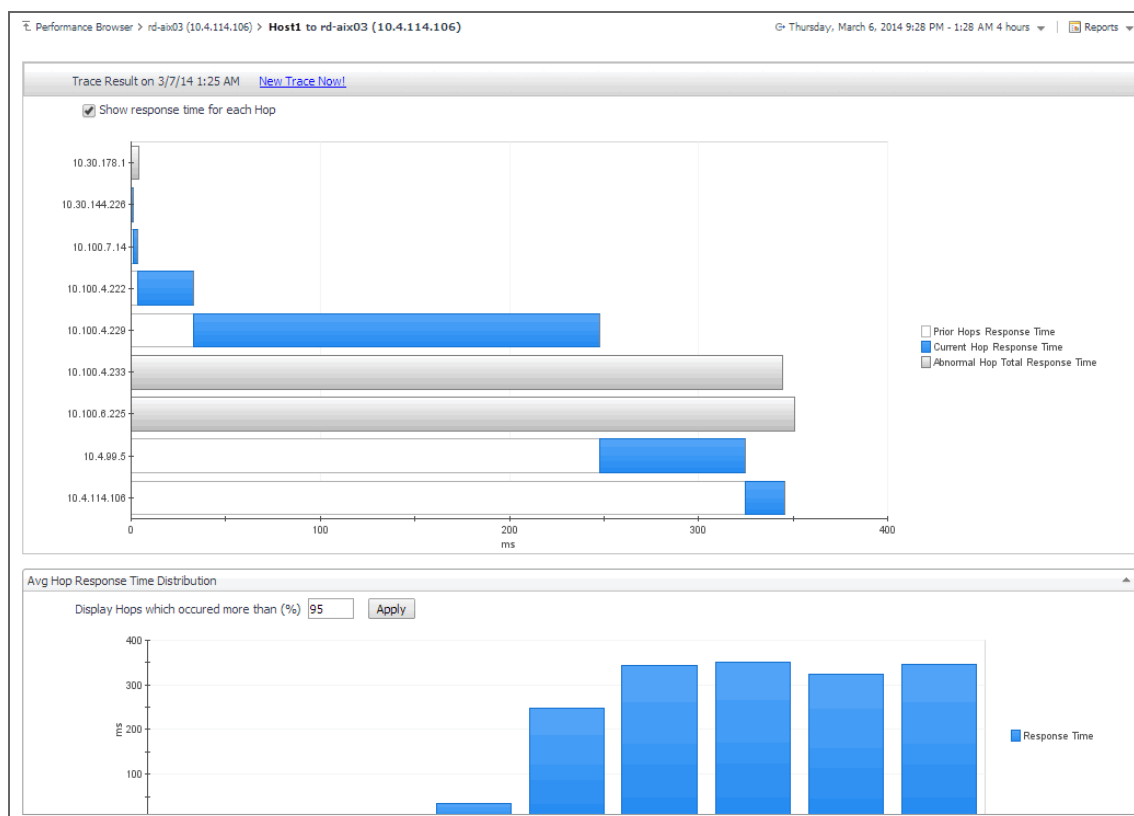 Performance Browser > rd-aix03 (10.4.114.106) > Host1 to rd-aix03 (10.4.114.106)
Thursday, March 6, 2014 9:28 PM - 1:28 AM 4 hours
Reports
Trace Result on 3/7/14 1:25 AM
New Trace Now!
Show response time for each Hop
10.30.178.1
10.30.144.226
10.100.7.14
10.100.4.222
10.100.4.229
10.100.4.233
10.100.6.225
10.4.99.5
10.4.114.106
0
100
200
300
400
ms
Prior Hops Response Time
Current Hop Response Time
Abnormal Hop Total Response Time
Avg Hop Response Time Distribution
Display Hops which occured more than (%) 95
Apply
400
300
200
100
ms
Response Time